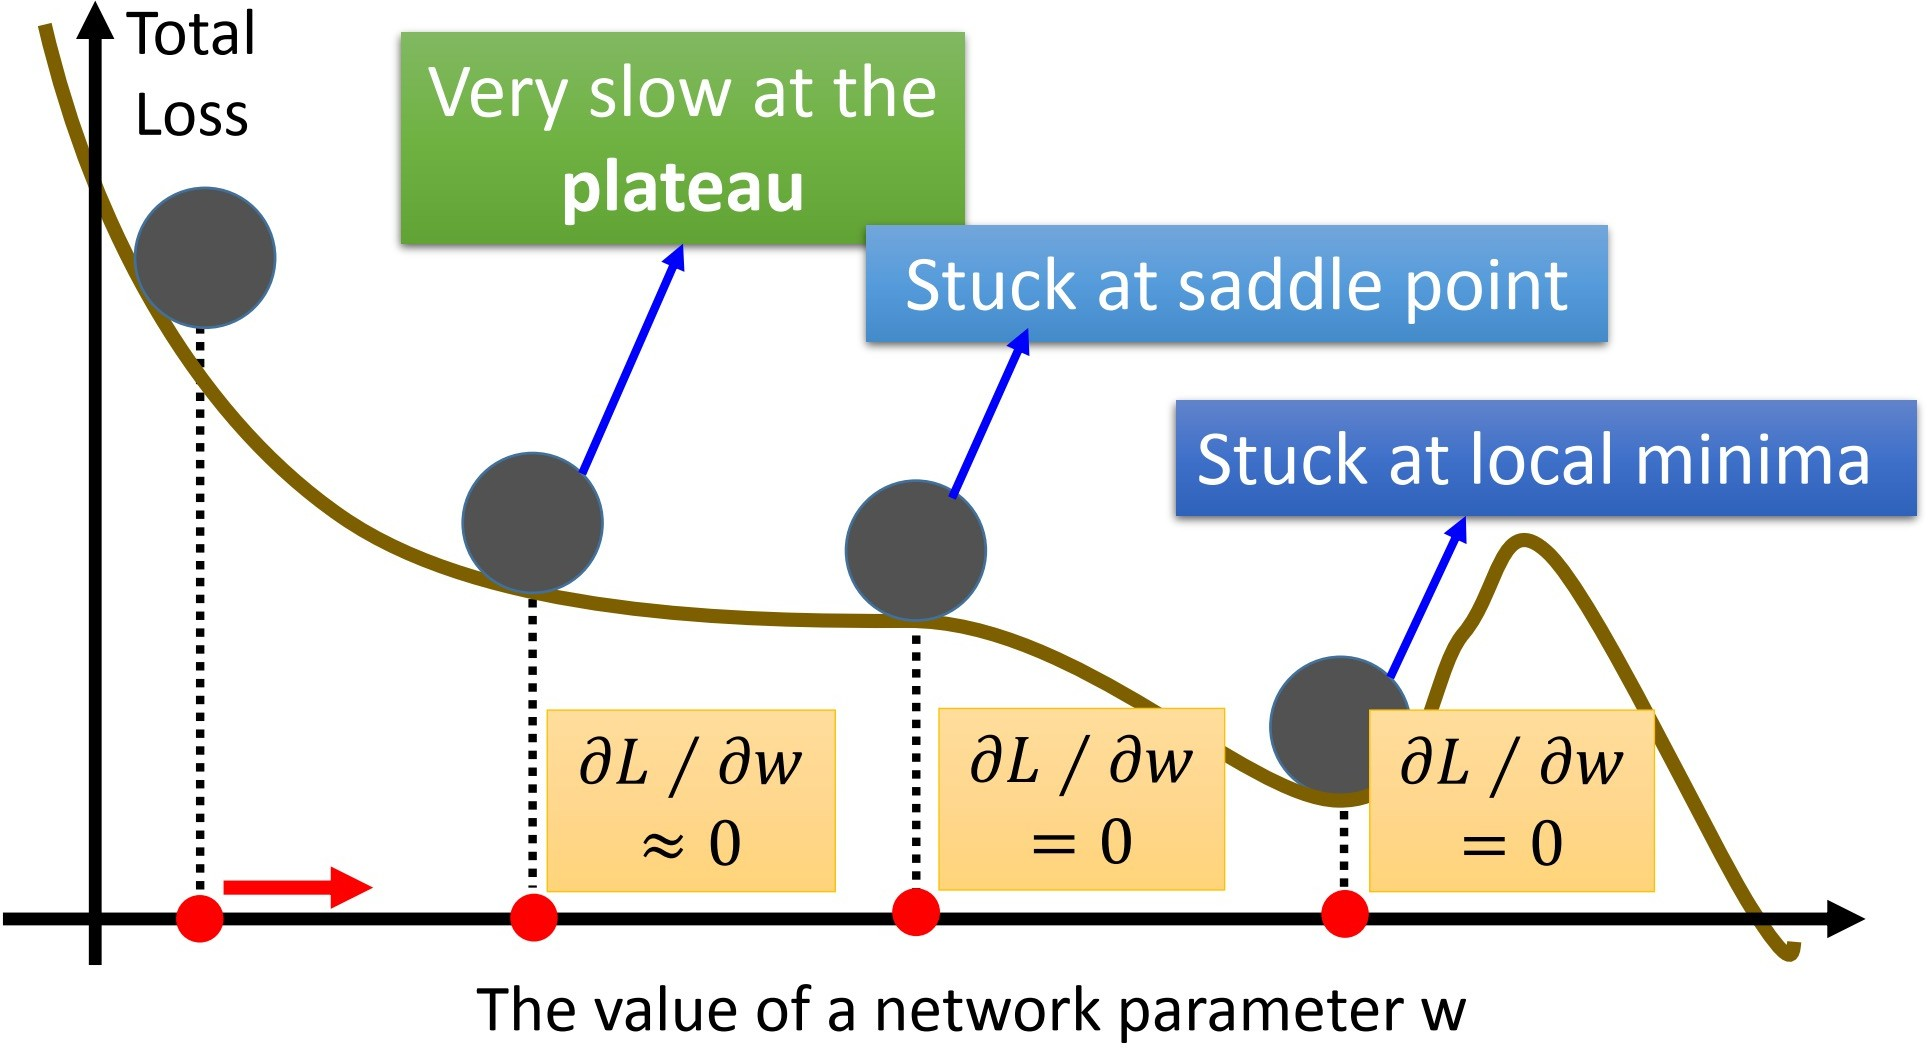 Total
Loss
Very slow at the
plateau
Stuck at saddle point
Stuck at local minima
∂L / ∂w
≈ 0
∂L / ∂w
= 0
∂L / ∂w
= 0
The value of a network parameter w